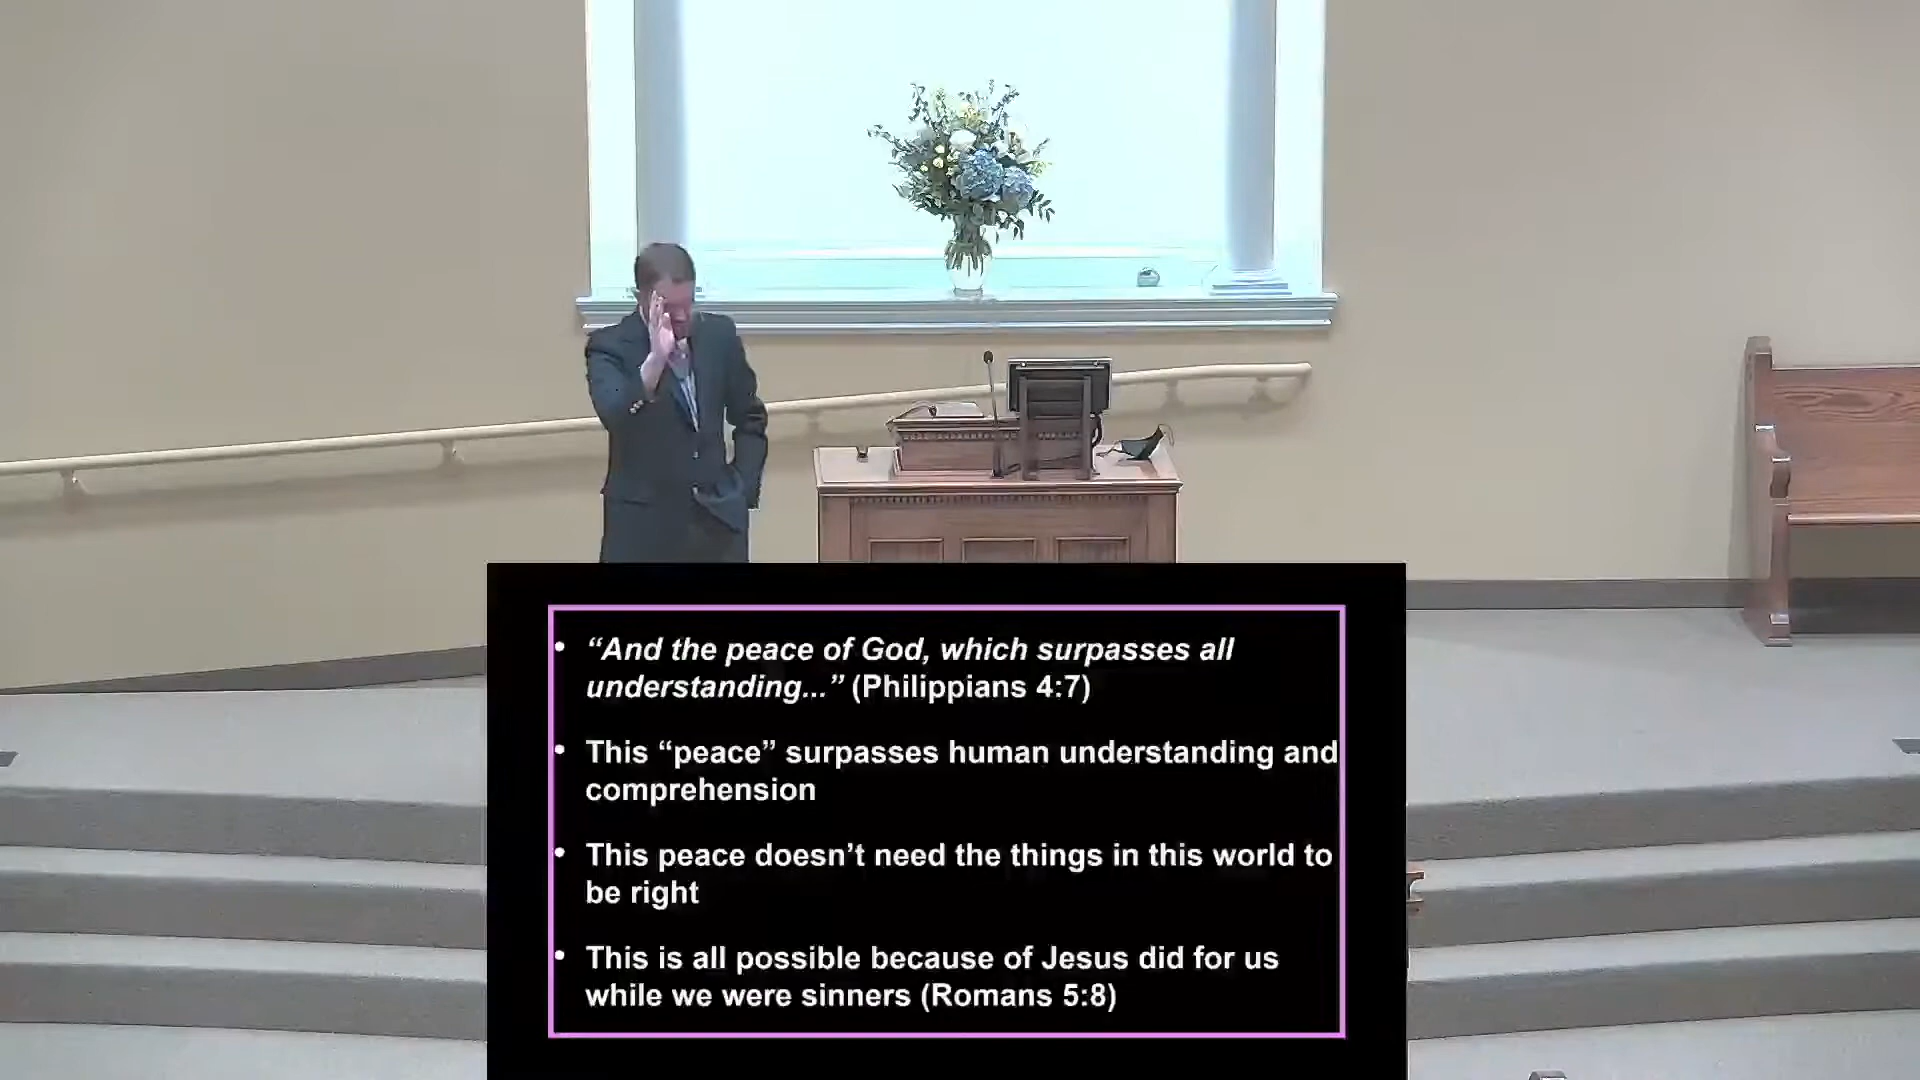 • “And the peace of God, which surpasses all
understanding...” (Philippians 4:7)
• This “peace” surpasses human understanding and
comprehension
• This peace doesn’t need the things in this world to
be right
• This is all possible because of Jesus did for us
while we were sinners (Romans 5:8)